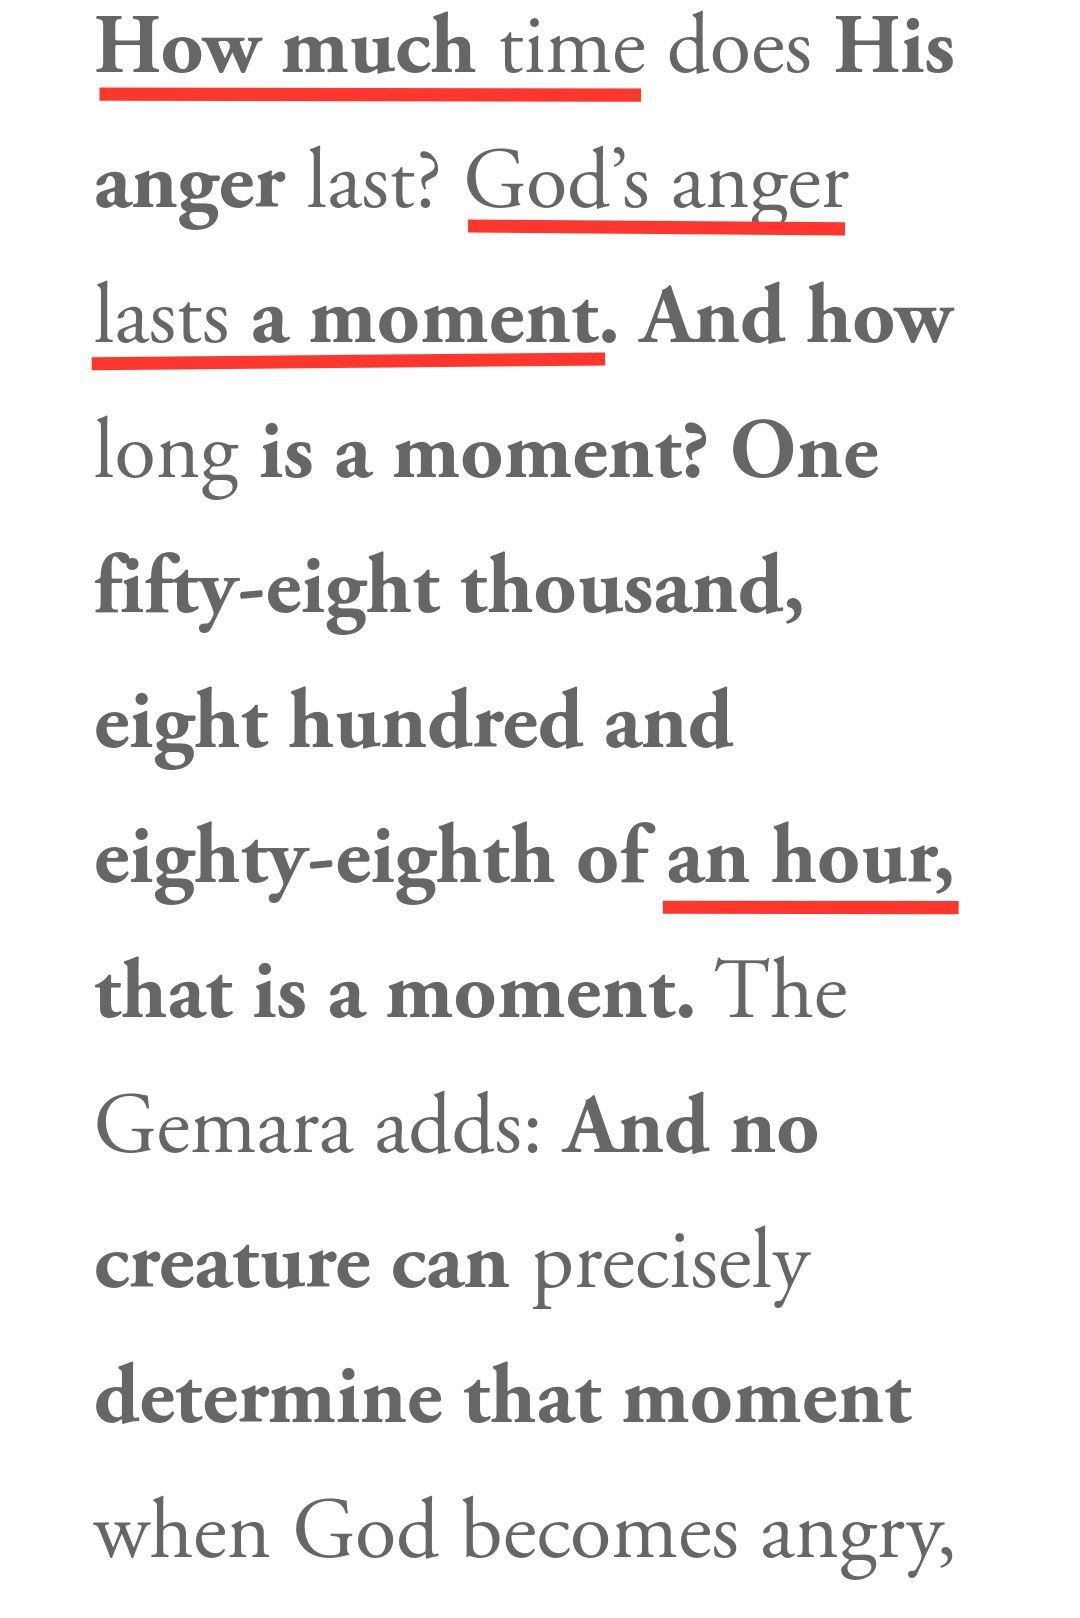 How much time does His
anger last? God’s anger
lasts a moment. And how
long is a moment? One
fifty-eight thousand,
eight hundred and
eighty-eighth of an hour,
that is a moment. The
Gemara adds: And no
creature can precisely
determine that moment
when God becomes angry,